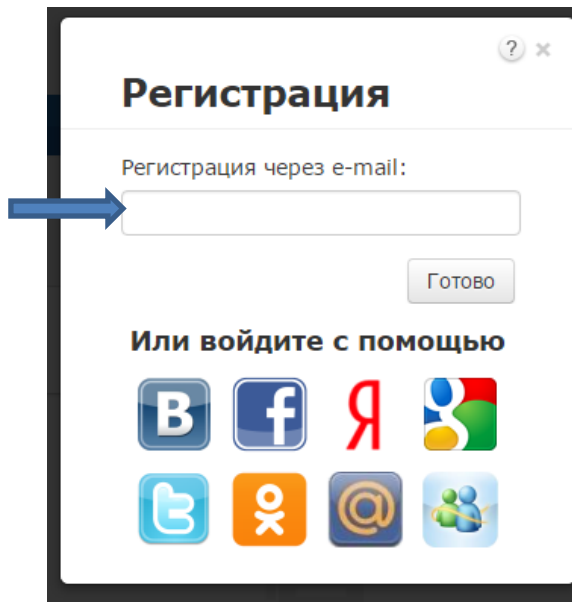 ? ×
Регистрация
Регистрация через e-mail:
Готово
Или войдите с помощью
В f Я g
t @